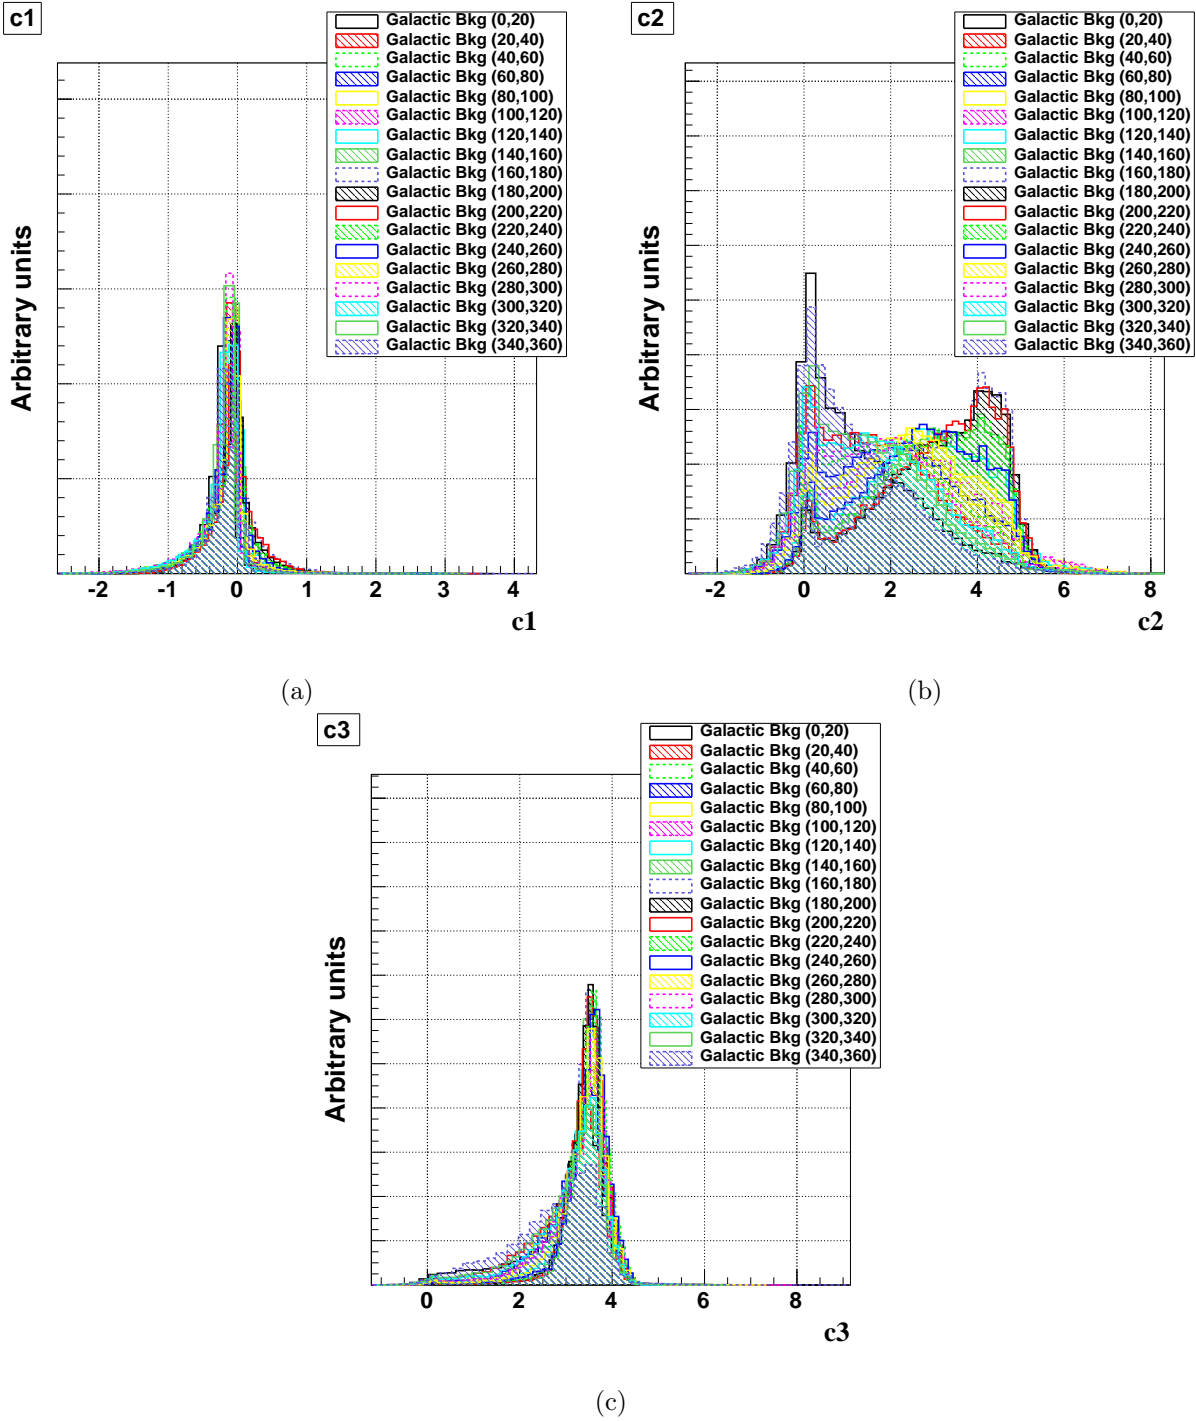 c1
Galactic Bkg (0,20)
Galactic Bkg (20,40)
Galactic Bkg (40,60)
Galactic Bkg (60,80)
Galactic Bkg (80,100)
Galactic Bkg (100,120)
Galactic Bkg (120,140)
Galactic Bkg (140,160)
Galactic Bkg (160,180)
Galactic Bkg (180,200)
Galactic Bkg (200,220)
Galactic Bkg (220,240)
Galactic Bkg (240,260)
Galactic Bkg (260,280)
Galactic Bkg (280,300)
Galactic Bkg (300,320)
Galactic Bkg (320,340)
Galactic Bkg (340,360)
Arbitrary units
-2 -1 0 1 2 3 4
c1
(a)
c2
Galactic Bkg (0,20)
Galactic Bkg (20,40)
Galactic Bkg (40,60)
Galactic Bkg (60,80)
Galactic Bkg (80,100)
Galactic Bkg (100,120)
Galactic Bkg (120,140)
Galactic Bkg (140,160)
Galactic Bkg (160,180)
Galactic Bkg (180,200)
Galactic Bkg (200,220)
Galactic Bkg (220,240)
Galactic Bkg (240,260)
Galactic Bkg (260,280)
Galactic Bkg (280,300)
Galactic Bkg (300,320)
Galactic Bkg (320,340)
Galactic Bkg (340,360)
Arbitrary units
-2 0 2 4 6 8
c2
(b)
c3
Galactic Bkg (0,20)
Galactic Bkg (20,40)
Galactic Bkg (40,60)
Galactic Bkg (60,80)
Galactic Bkg (80,100)
Galactic Bkg (100,120)
Galactic Bkg (120,140)
Galactic Bkg (140,160)
Galactic Bkg (160,180)
Galactic Bkg (180,200)
Galactic Bkg (200,220)
Galactic Bkg (220,240)
Galactic Bkg (240,260)
Galactic Bkg (260,280)
Galactic Bkg (280,300)
Galactic Bkg (300,320)
Galactic Bkg (320,340)
Galactic Bkg (340,360)
Arbitrary units
0 2 4 6 8
c3
(c)